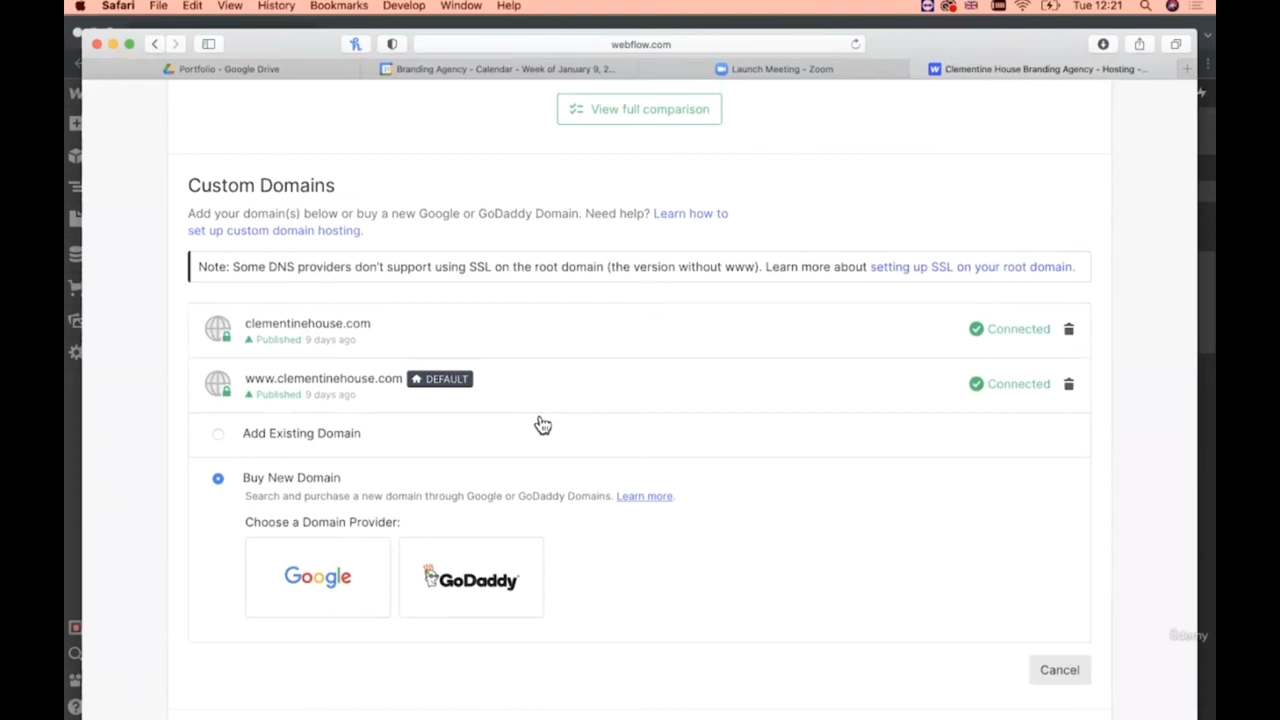 Safari File Edit View History Bookmarks Develop Window Help Tue 12:21
webflow.com
Portfolio - Google Drive
Branding Agency - Calendar - Week of January 9, 2...
Launch Meeting - Zoom
Clementine House Branding Agency - Hosting -...
View full comparison
Custom Domains
Add your domain(s) below or buy a new Google or GoDaddy Domain. Need help? Learn how to
set up custom domain hosting.
Note: Some DNS providers don't support using SSL on the root domain (the version without www). Learn more about setting up SSL on your root domain.
clementinehouse.com
Published 9 days ago
Connected
www.clementinehouse.com DEFAULT
Published 9 days ago
Connected
Add Existing Domain
Buy New Domain
Search and purchase a new domain through Google or GoDaddy Domains. Learn more.
Choose a Domain Provider:
Google
GoDaddy
ûdemy
Cancel